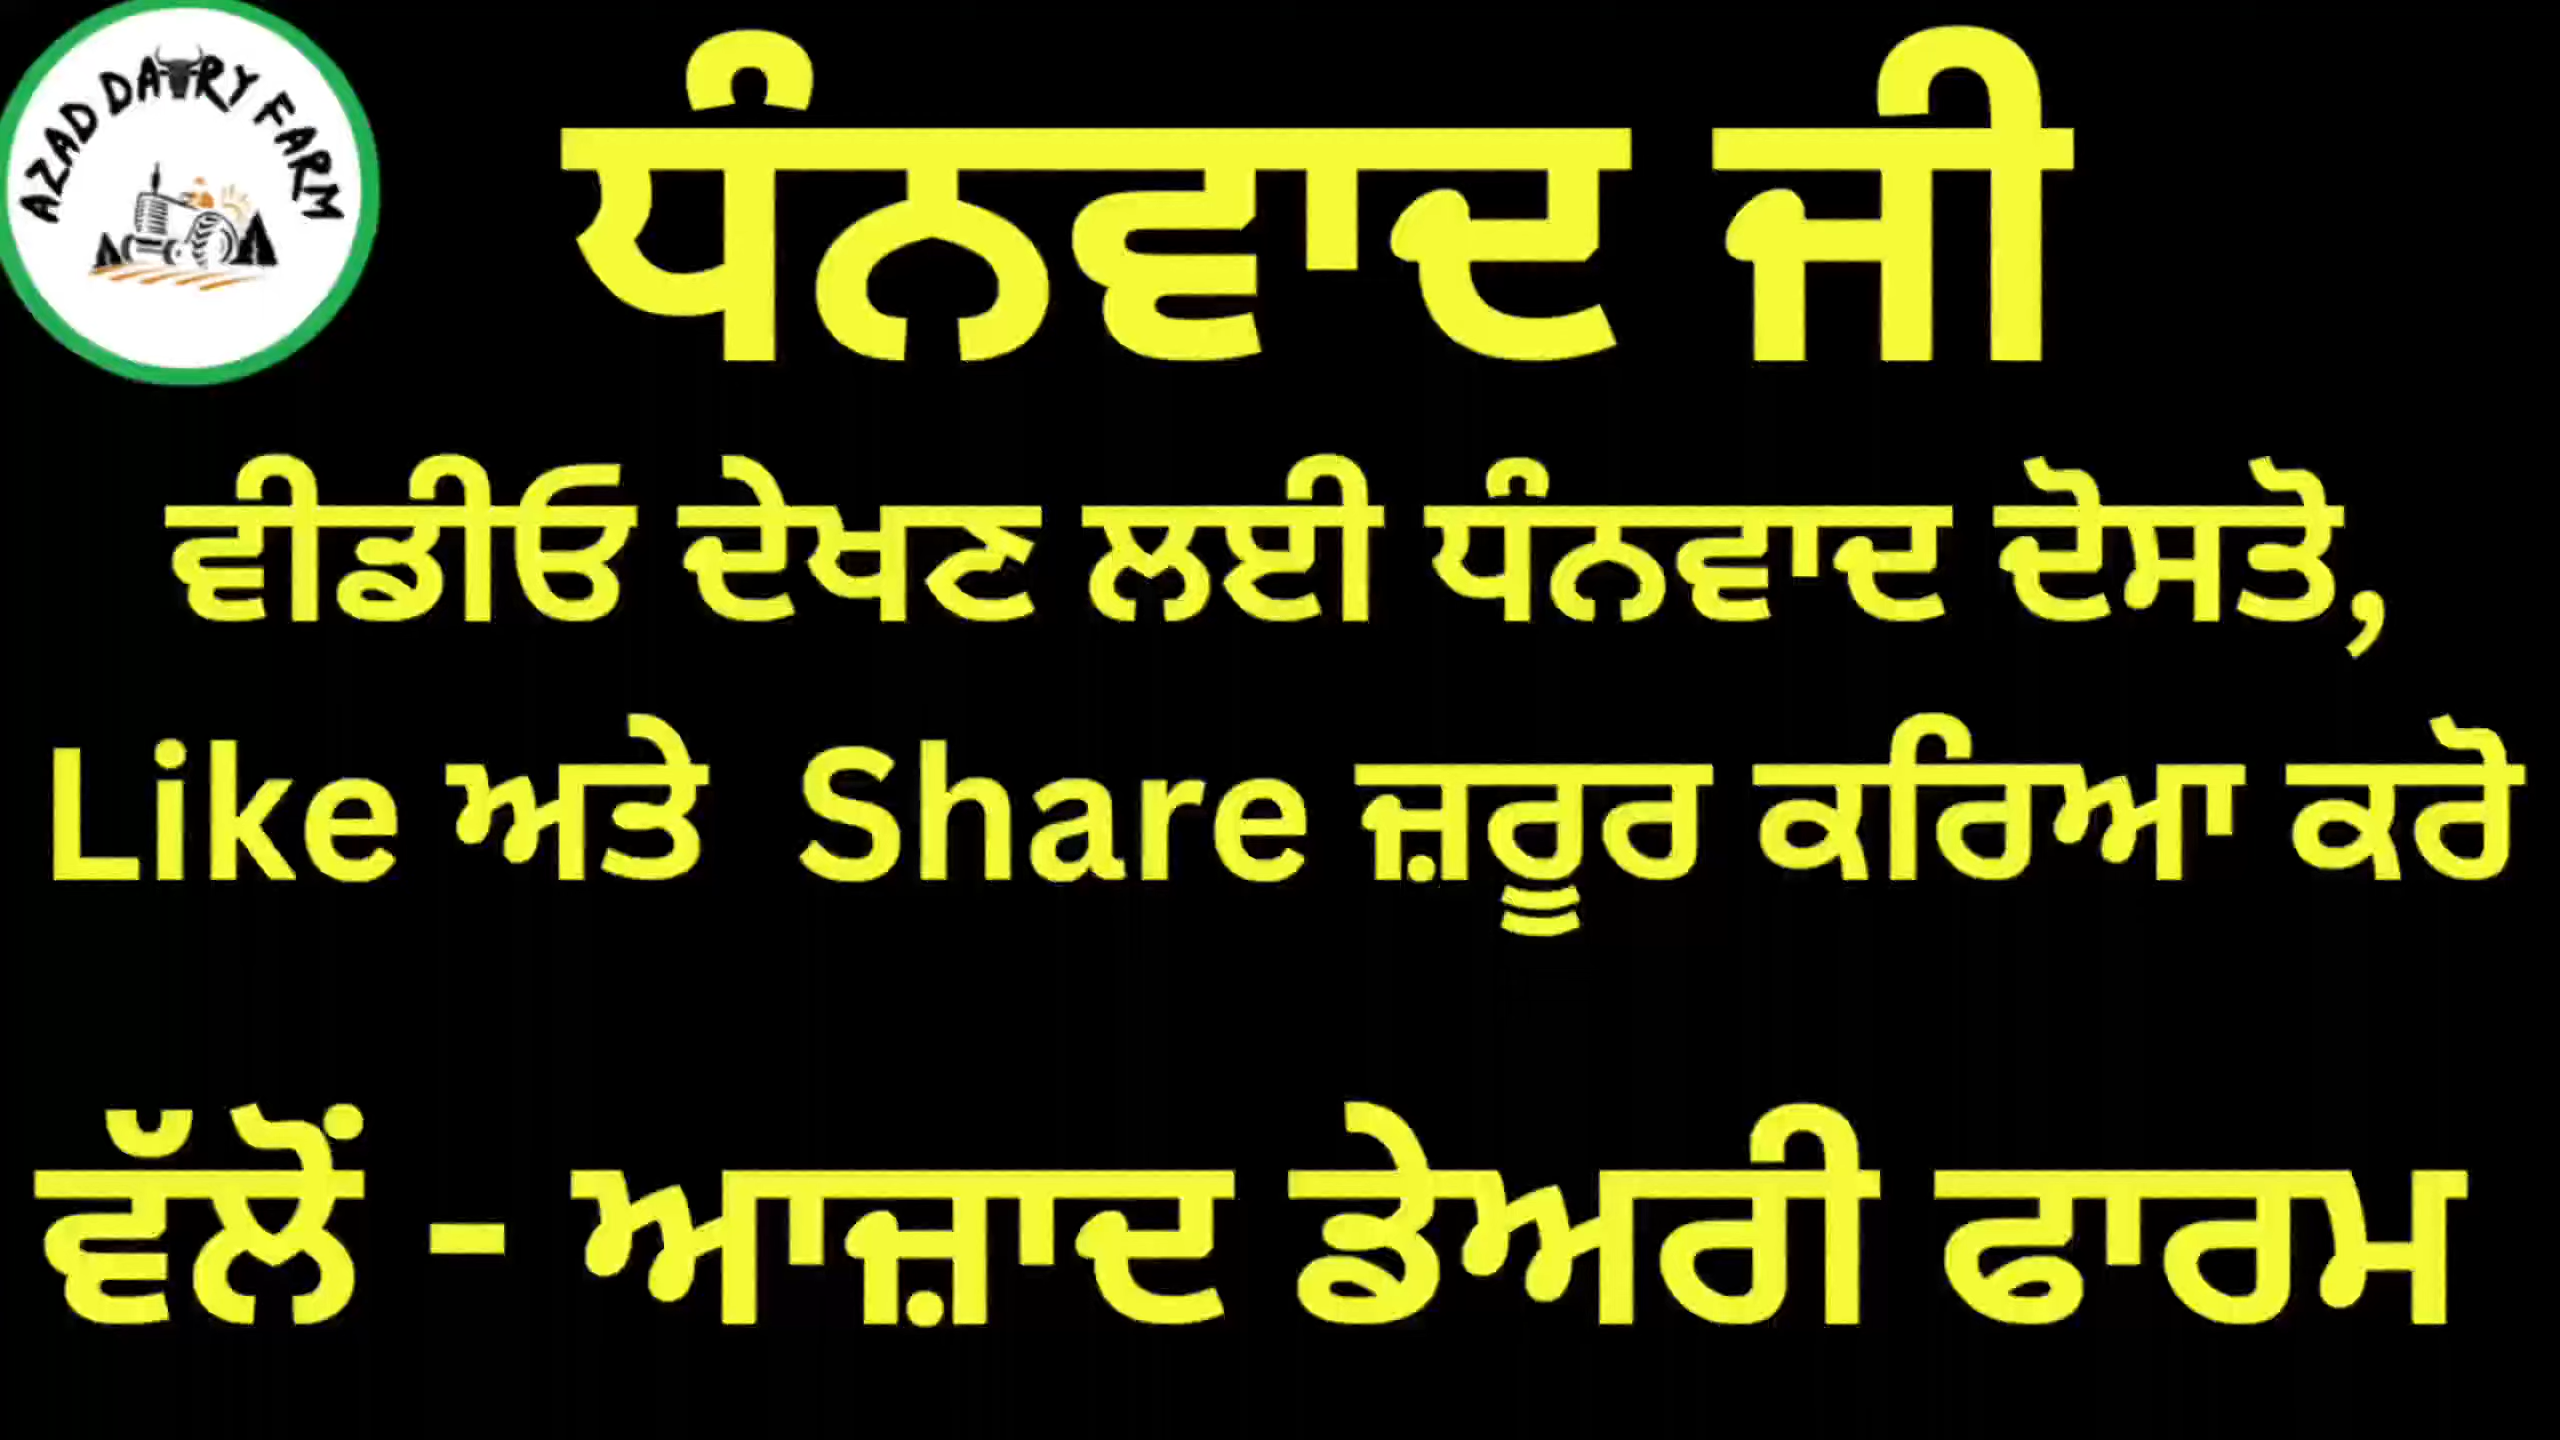 AZAD DAIRY FARM
ਧੰਨਵਾਦ ਜੀ
ਵੀਡੀਓ ਦੇਖਣ ਲਈ ਧੰਨਵਾਦ ਦੋਸਤੋ,
Like ਅਤੇ Share ਜ਼ਰੂਰ ਕਰਿਆ ਕਰੋ
ਵੱਲੋਂ - ਆਜ਼ਾਦ ਡੇਅਰੀ ਫਾਰਮ